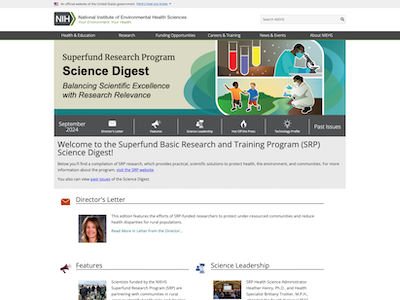 An official website of the United States government. Here's how you know
NIH
National Institute of Environmental Health Sciences
Your Environment. Your Health.
Search NIEHS
Health & Education
Research
Funding Opportunities
Careers & Training
News & Events
About NIEHS
Superfund Research Program
Science Digest
Balancing Scientific Excellence
with Research Relevance
September
2024
Director's Letter
Features
Science Leadership
Hot Off the Press
Technology Profile
Past Issues
Welcome to the Superfund Basic Research and Training Program (SRP)
Science Digest!
Below you'll find a compilation of SRP research, which provides practical, scientific solutions to protect health, the environment, and communities. For more
information about the program, visit the SRP website.
You can also view past issues of the Science Digest.
Director's Letter
This edition features the efforts of SRP-funded researchers to protect under-resourced communities and reduce
health disparities for rural populations.
Read More in Letter From the Director...
Features
Scientists funded by the NIEHS
Superfund Research Program (SRP) are
partnering with communities in rural
Science Leadership
SRP Health Science Administrator
Heather Henry, Ph.D., and Health
Specialist Brittany Trottier, M.P.H.,